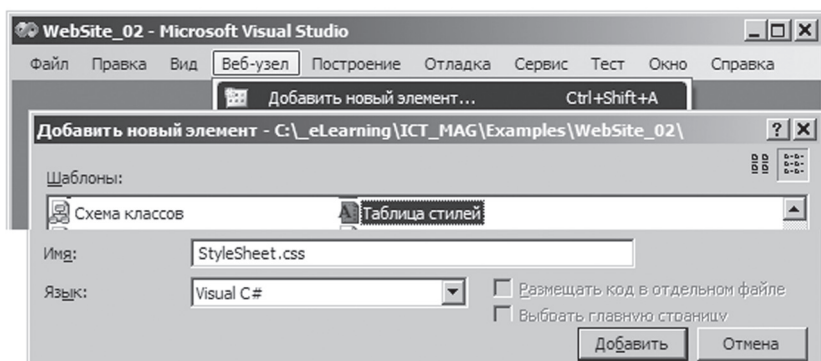 WebSite_02 - Microsoft Visual Studio
Файл Правка Вид Веб-узел Построение Отладка Сервис Тест Окно Справка
Добавить новый элемент... Ctrl+Shift+A
Добавить новый элемент - C:\_eLearning\ICT_MAG\Examples\WebSite_02\
Шаблоны:
Схема классов Таблица стилей
Имя: StyleSheet.css
Язык: Visual C# Размещать код в отдельном файле
Выбрать главную страницу
Добавить Отмена